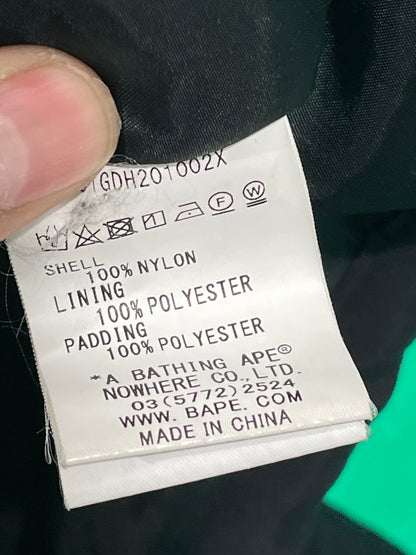 1GDH201002X
F W
SHELL
100% NYLON
LINING
100% POLYESTER
PADDING
100% POLYESTER
*A BATHING APE®
NOWHERE CO., LTD.
03(5772)2524
WWW. BAPE. COM
MADE IN CHINA